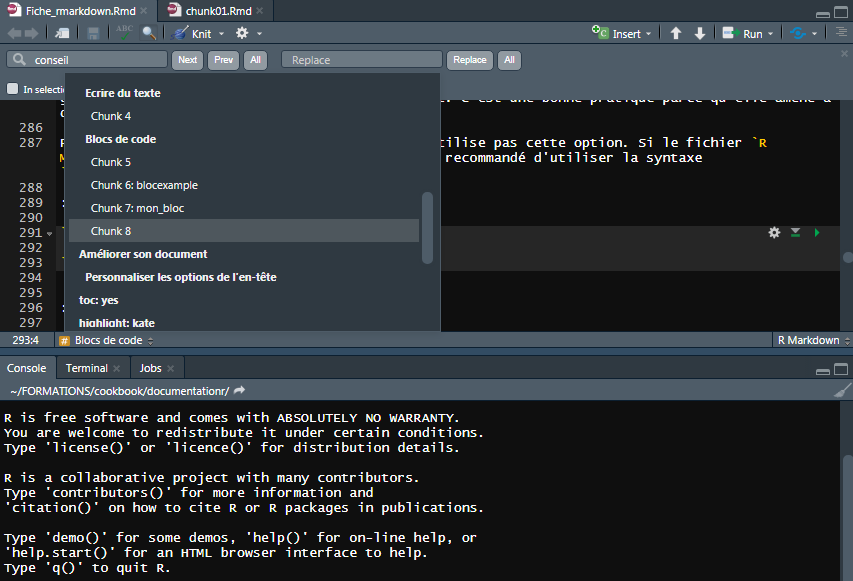 Fiche_markdown.Rmd
chunk01.Rmd
ABC
Knit
Insert
Run
conseil
Next
Prev
All
Replace
Replace
All
In selecti
Ecrire du texte
Chunk 4
Blocs de code
Chunk 5
Chunk 6: blocexample
Chunk 7: mon_bloc
Chunk 8
Améliorer son document
Personnaliser les options de l'en-tête
toc: yes
highlight: kate
286
287
tilise pas cette option. Si le fichier `R
recommandé d'utiliser la syntaxe
288
289
290
291
292
293
294
295
296
297
293:4
Blocs de code
R Markdown
Console
Terminal
Jobs
~/FORMATIONS/cookbook/documentationr/
R is free software and comes with ABSOLUTELY NO WARRANTY.
You are welcome to redistribute it under certain conditions.
Type 'license()' or 'licence()' for distribution details.
R is a collaborative project with many contributors.
Type 'contributors()' for more information and
'citation()' on how to cite R or R packages in publications.
Type 'demo()' for some demos, 'help()' for on-line help, or
'help.start()' for an HTML browser interface to help.
Type 'q()' to quit R.